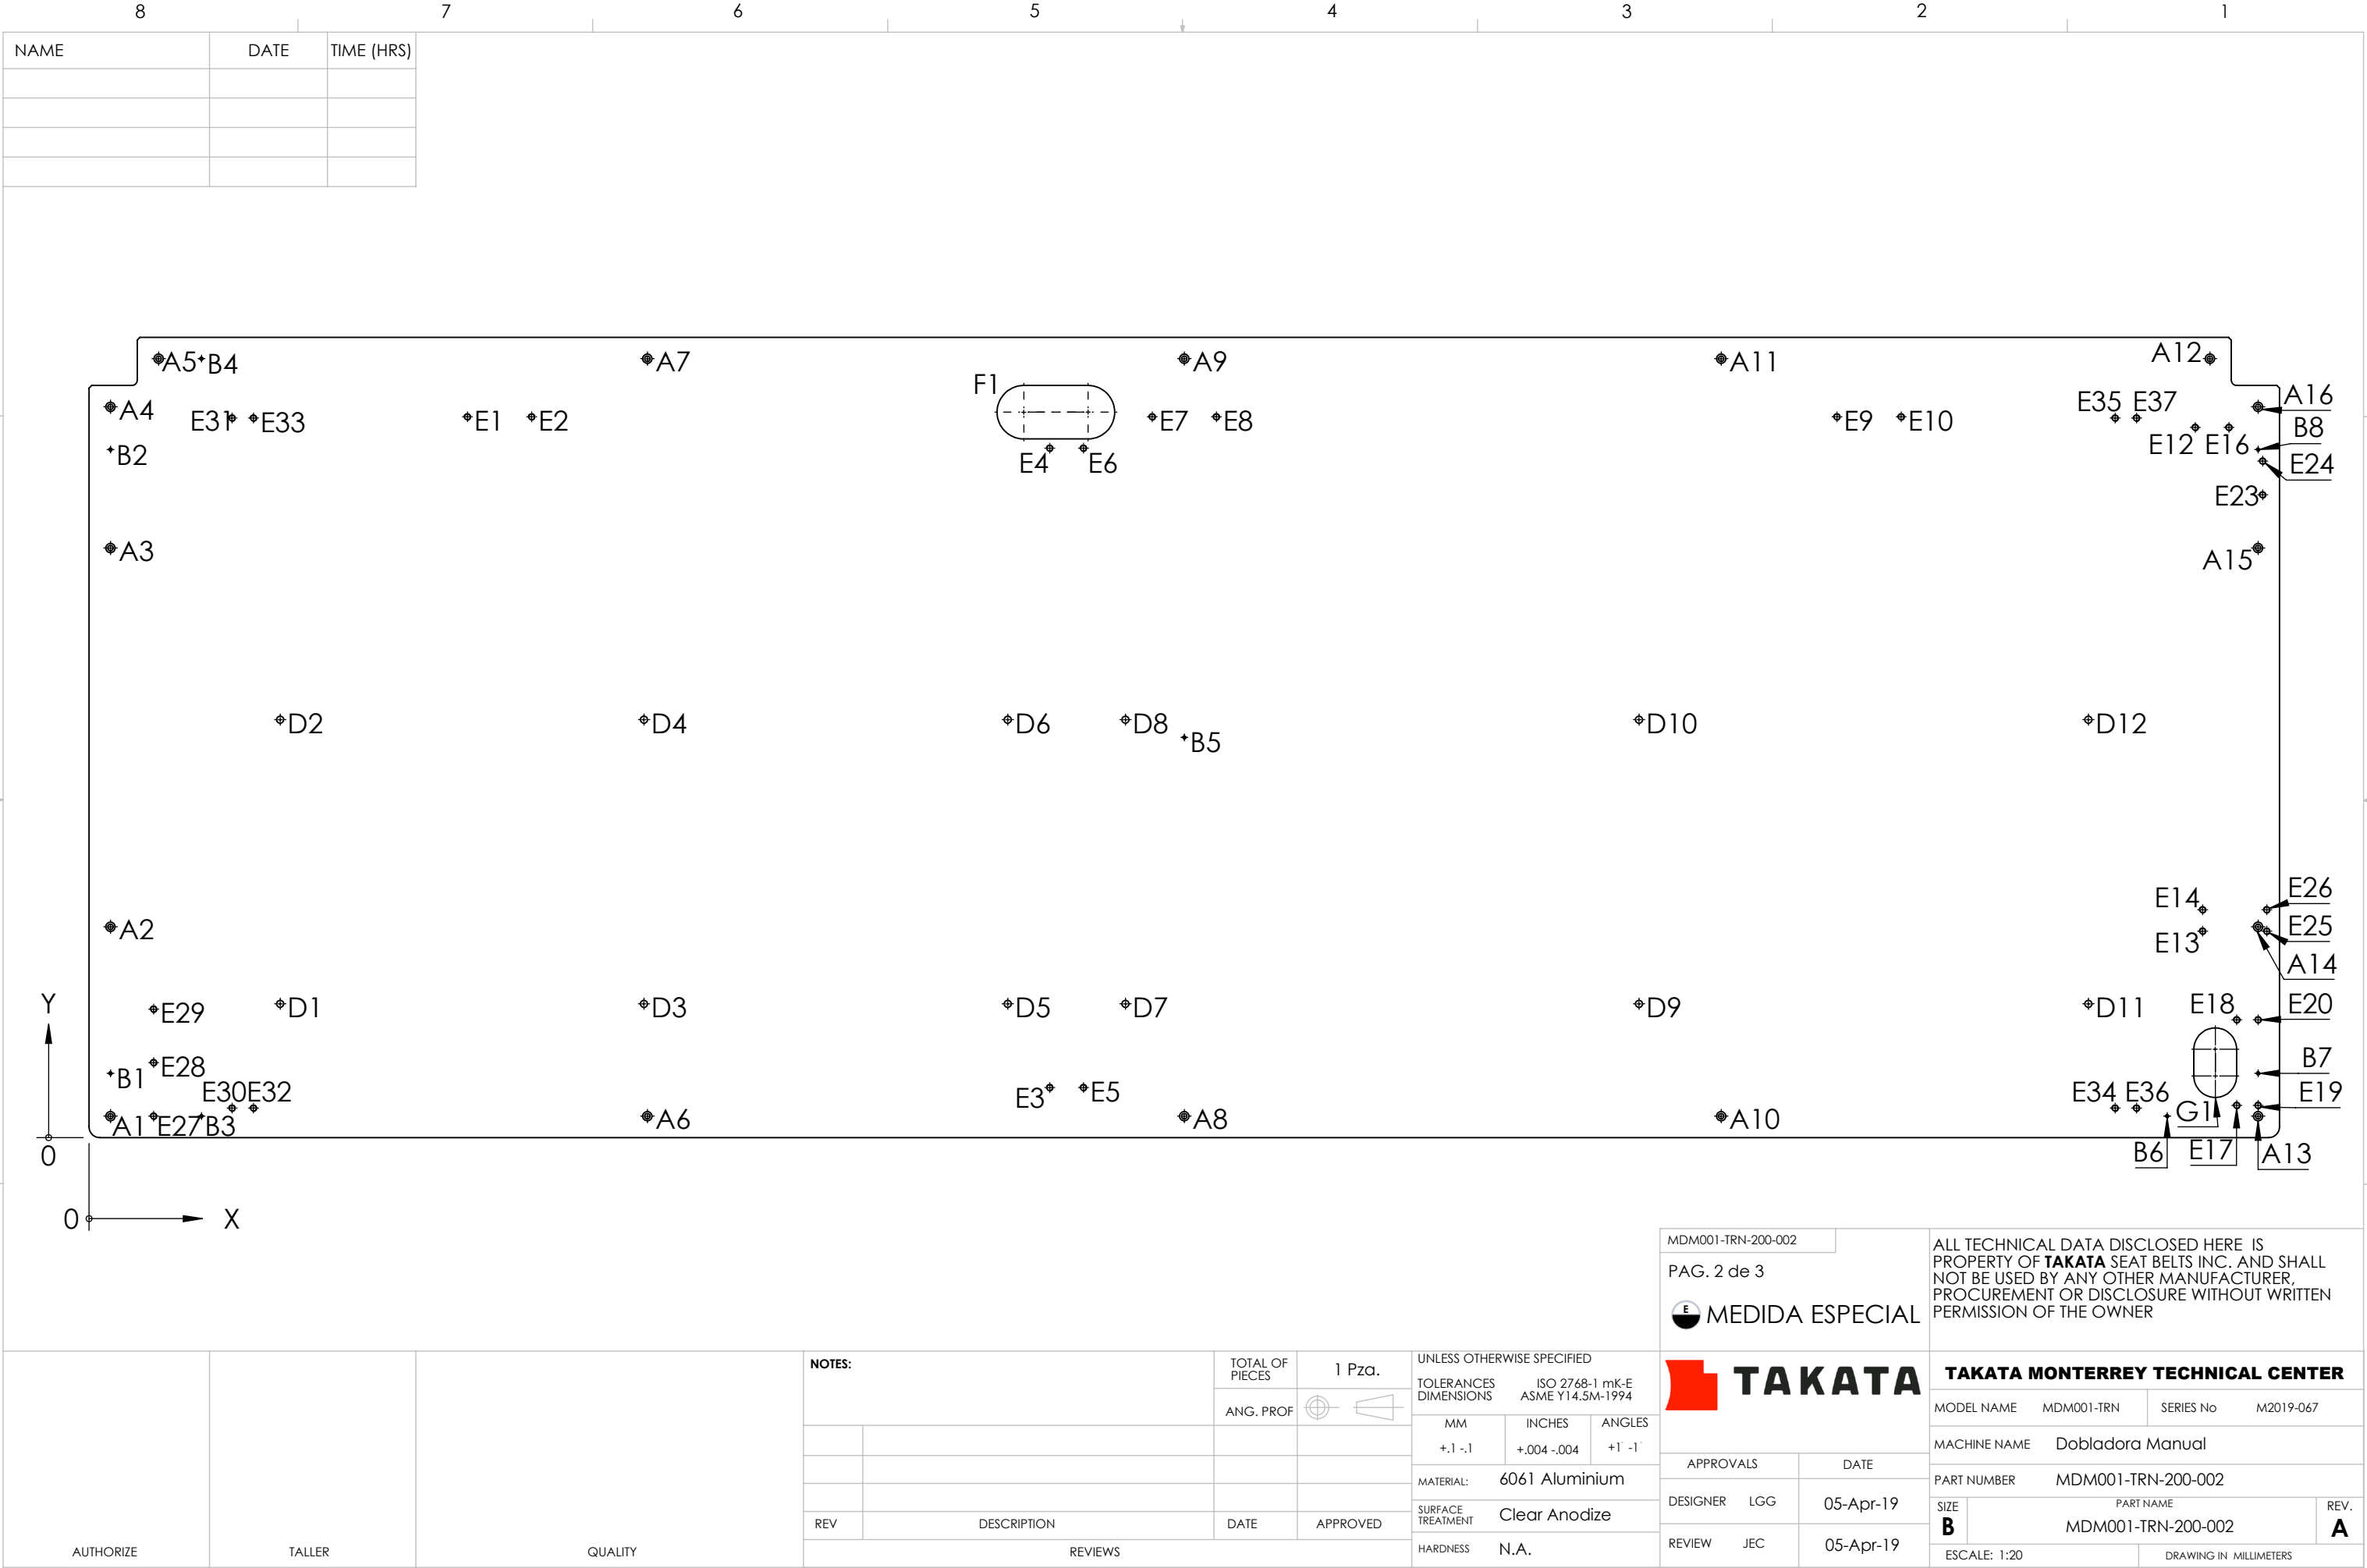 8 7 6 5 4 3 2 1
NAME DATE TIME (HRS)
A5 B4 A7 A9 A11 A12
F1
A4 E31 E33 E1 E2 E7 E8 E9 E10 E35 E37 A16
B2 E4 E6 E12 E16 B8
E24
E23
A3 A15
D2 D4 D6 D8 B5 D10 D12
E14 E26
A2 E13 E25
A14
Y E29 D1 D3 D5 D7 D9 D11 E18 E20
B1 E28 B7
E30 E32 E3 E5 E34 E36 E19
A1 E27 B3 A6 A8 A10 G1
0 B6 E17 A13
0 X
MDM001-TRN-200-002
PAG. 2 de 3
E MEDIDA ESPECIAL
ALL TECHNICAL DATA DISCLOSED HERE IS
PROPERTY OF TAKATA SEAT BELTS INC. AND SHALL
NOT BE USED BY ANY OTHER MANUFACTURER,
PROCUREMENT OR DISCLOSURE WITHOUT WRITTEN
PERMISSION OF THE OWNER
AUTHORIZE TALLER QUALITY
NOTES:
TOTAL OF
PIECES
1 Pza.
ANG. PROF
REV DESCRIPTION DATE APPROVED
REVIEWS
UNLESS OTHERWISE SPECIFIED
TOLERANCES ISO 2768-1 mK-E
DIMENSIONS ASME Y14.5M-1994
MM INCHES ANGLES
+.1 -.1 +.004 -.004 +1° -1°
MATERIAL: 6061 Aluminium
SURFACE
TREATMENT
Clear Anodize
HARDNESS N.A.
TAKATA
APPROVALS DATE
DESIGNER LGG 05-Apr-19
REVIEW JEC 05-Apr-19
TAKATA MONTERREY TECHNICAL CENTER
MODEL NAME MDM001-TRN SERIES No M2019-067
MACHINE NAME Dobladora Manual
PART NUMBER MDM001-TRN-200-002
SIZE PART NAME REV.
B MDM001-TRN-200-002 A
ESCALE: 1:20 DRAWING IN MILLIMETERS